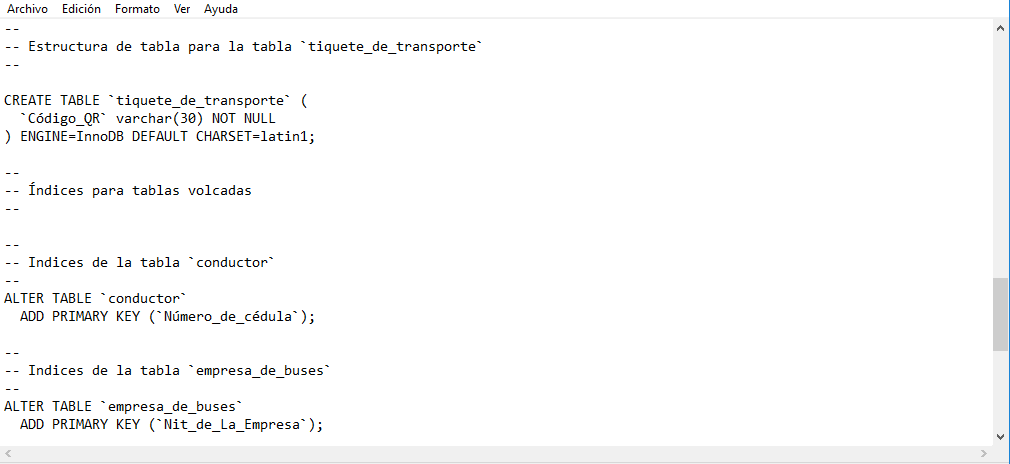 Archivo Edición Formato Ver Ayuda
--
-- Estructura de tabla para la tabla `tiquete_de_transporte`
--
CREATE TABLE `tiquete_de_transporte` (
  `Código_QR` varchar(30) NOT NULL
) ENGINE=InnoDB DEFAULT CHARSET=latin1;
--
-- Índices para tablas volcadas
--
--
-- Indices de la tabla `conductor`
--
ALTER TABLE `conductor`
  ADD PRIMARY KEY (`Número_de_cédula`);
--
-- Indices de la tabla `empresa_de_buses`
--
ALTER TABLE `empresa_de_buses`
  ADD PRIMARY KEY (`Nit_de_La_Empresa`);